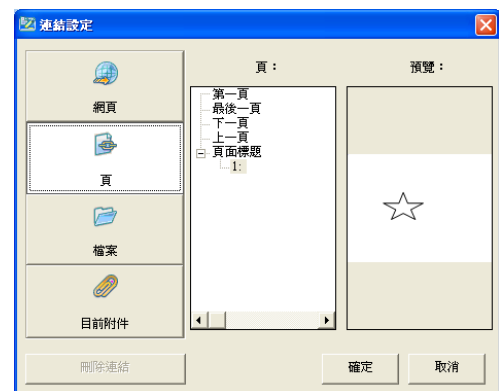 連結設定
網頁
頁
檔案
目前附件
刪除連結
頁：
第一頁
最後一頁
下一頁
上一頁
頁面標題
1:
預覽：
確定
取消